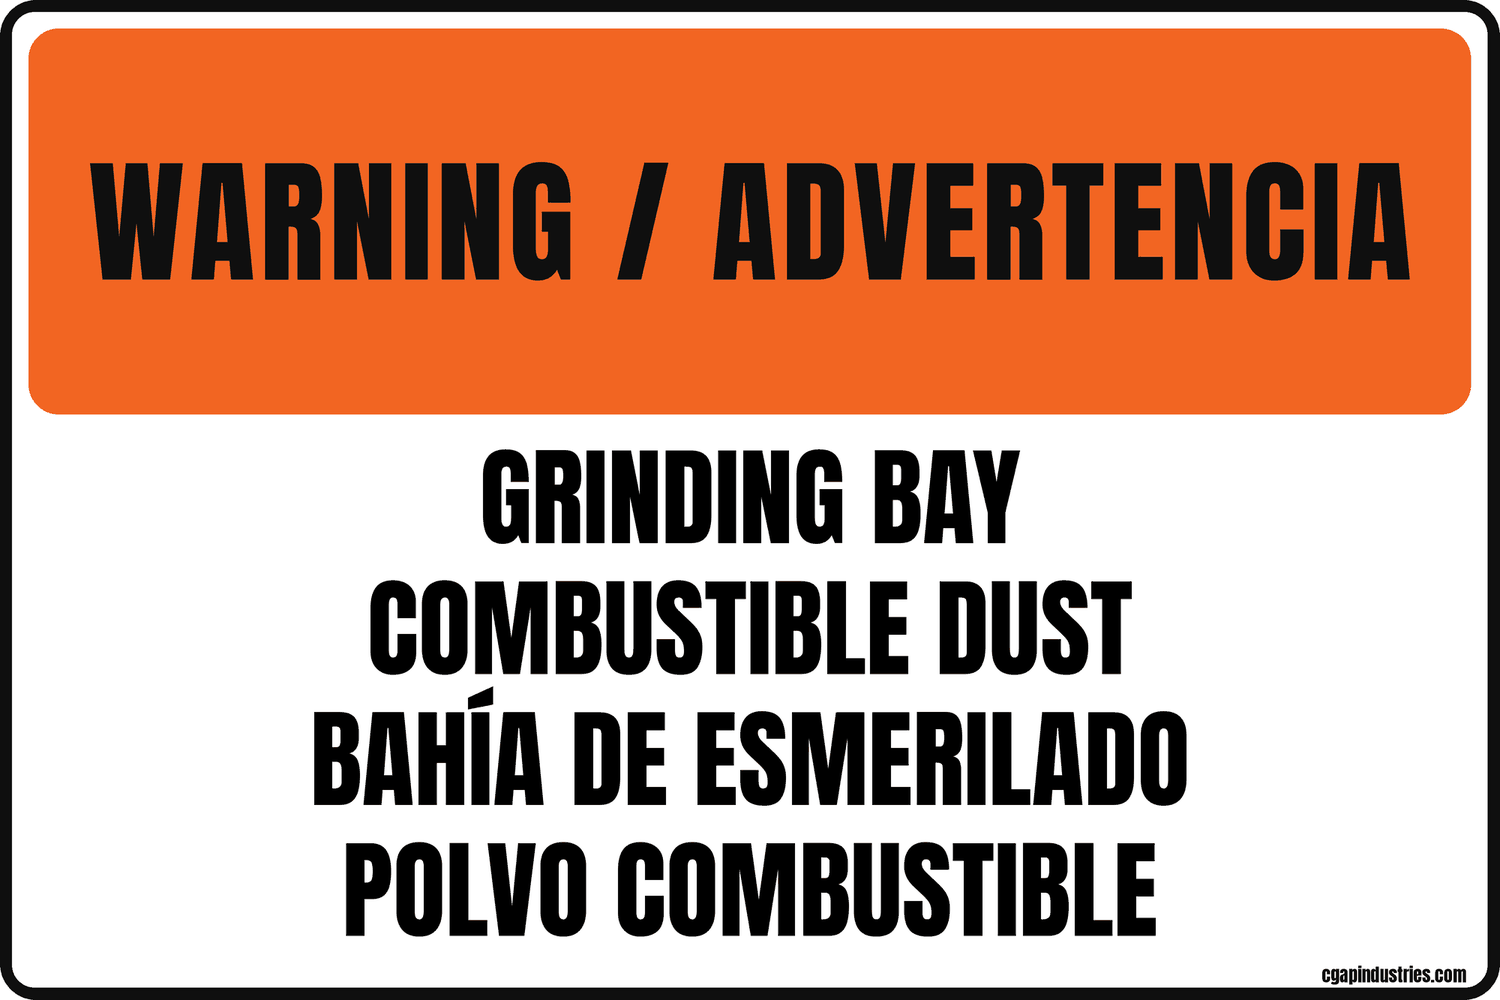 WARNING / ADVERTENCIA
GRINDING BAY
COMBUSTIBLE DUST
BAHÍA DE ESMERILADO
POLVO COMBUSTIBLE
cgapindustries.com